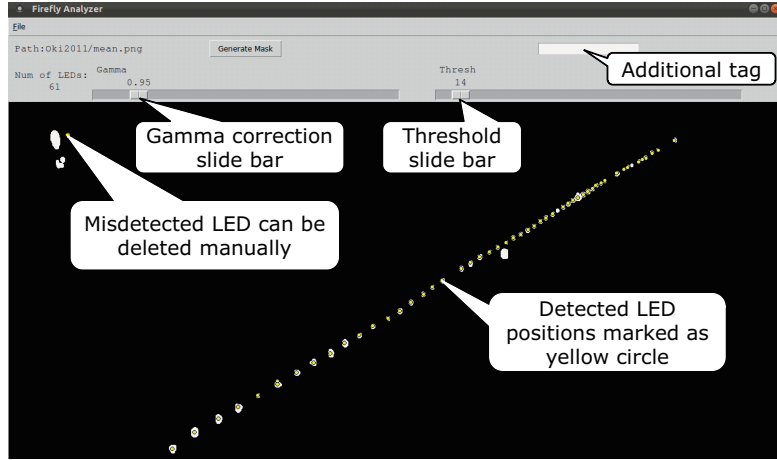 Firefly Analyzer
File
Path:Oki2011/mean.png
Generate Mask
Additional tag
Num of LEDs:
61
Gamma
0.95
Thresh
14
Gamma correction
slide bar
Threshold
slide bar
Misdetected LED can be
deleted manually
Detected LED
positions marked as
yellow circle